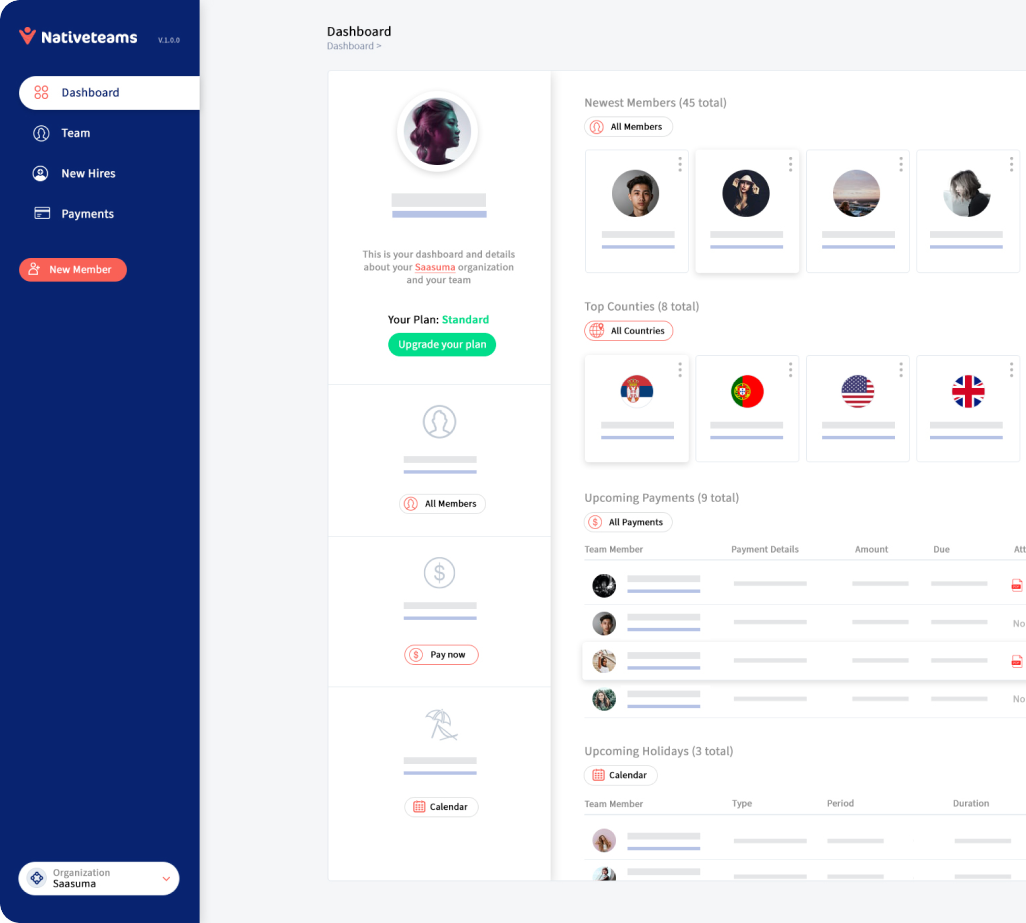 Nativeteams
V.1.0.0
Dashboard
Team
New Hires
Payments
New Member
Organization
Saasuma
Dashboard
Dashboard >
This is your dashboard and details
about your Saasuma organization
and your team
Your Plan: Standard
Upgrade your plan
All Members
Pay now
Calendar
Newest Members (45 total)
All Members
Top Counties (8 total)
All Countries
Upcoming Payments (9 total)
All Payments
Team Member Payment Details Amount Due Att
No
No
Upcoming Holidays (3 total)
Calendar
Team Member Type Period Duration